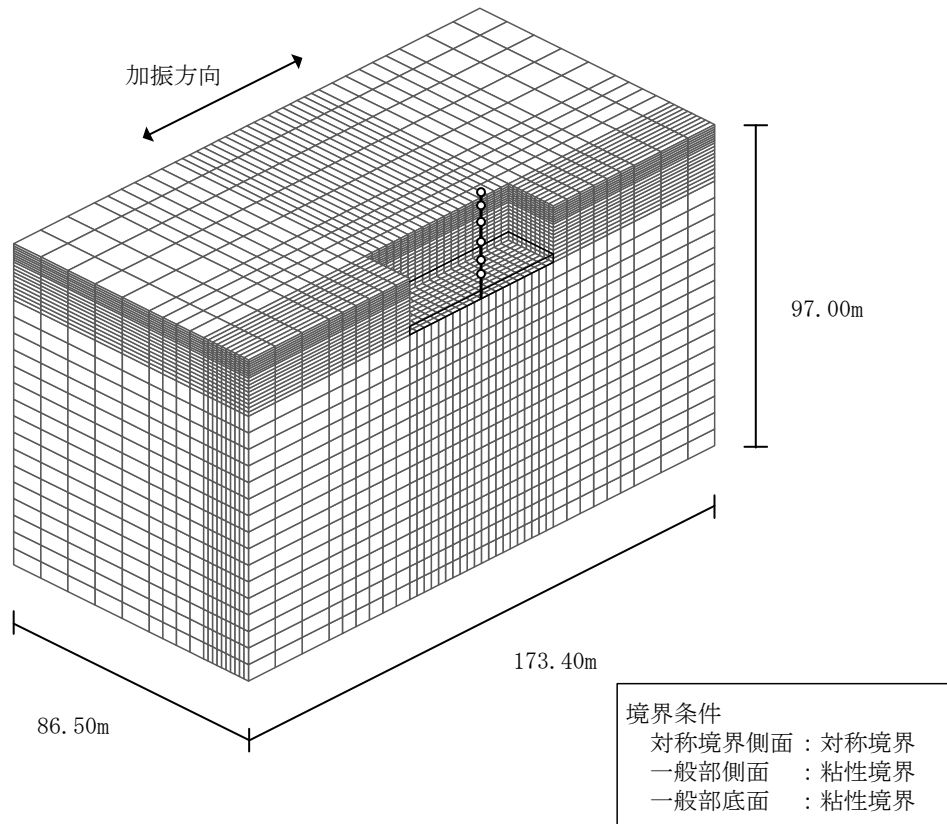 加振方向
97.00m
173.40m
86.50m
境界条件
対称境界側面：対称境界
一般部側面　：粘性境界
一般部底面　：粘性境界